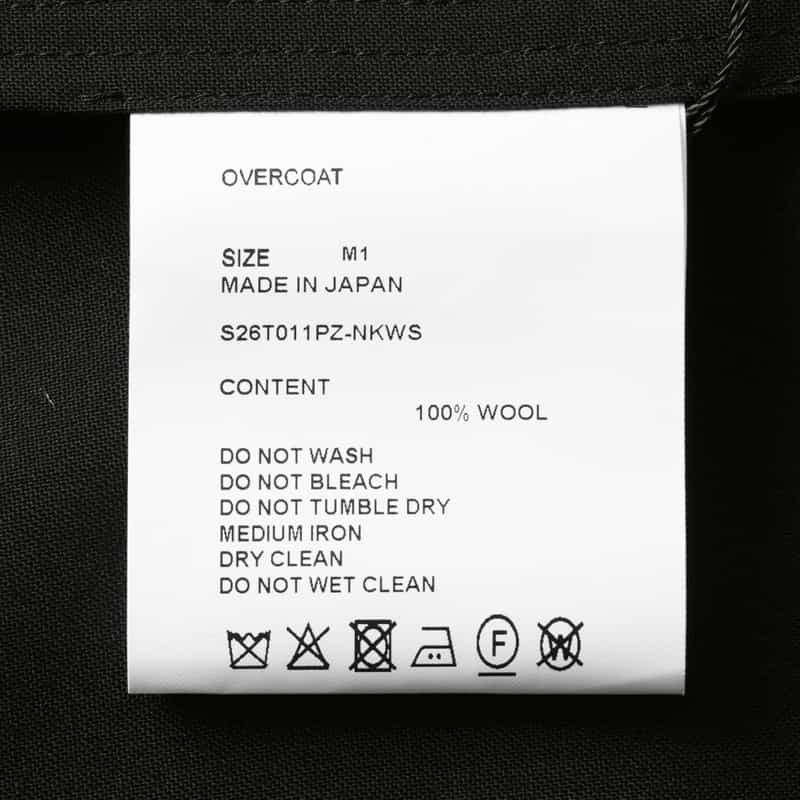 OVERCOAT
SIZE M1
MADE IN JAPAN
S26T011PZ-NKWS
CONTENT
100% WOOL
DO NOT WASH
DO NOT BLEACH
DO NOT TUMBLE DRY
MEDIUM IRON
DRY CLEAN
DO NOT WET CLEAN
F W